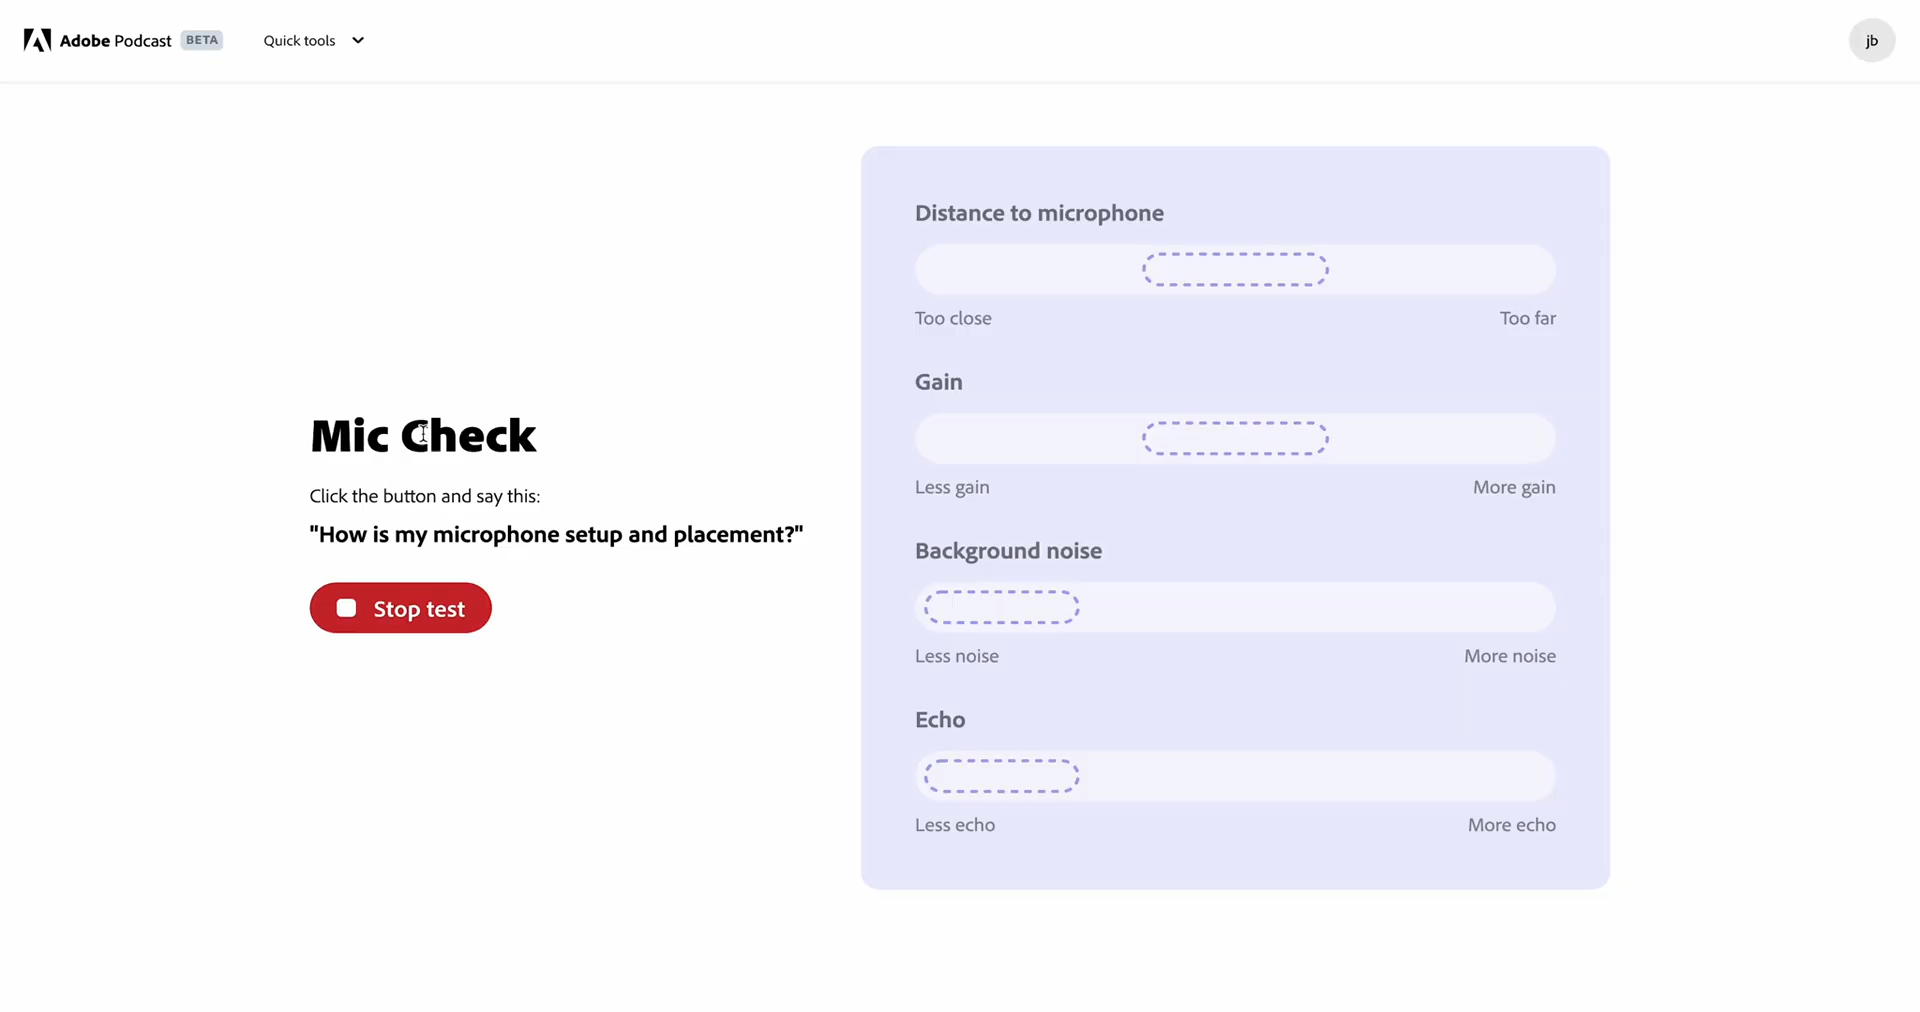 Adobe Podcast BETA Quick tools jb
Mic Check
Click the button and say this:
"How is my microphone setup and placement?"
Stop test
Distance to microphone
Too close Too far
Gain
Less gain More gain
Background noise
Less noise More noise
Echo
Less echo More echo